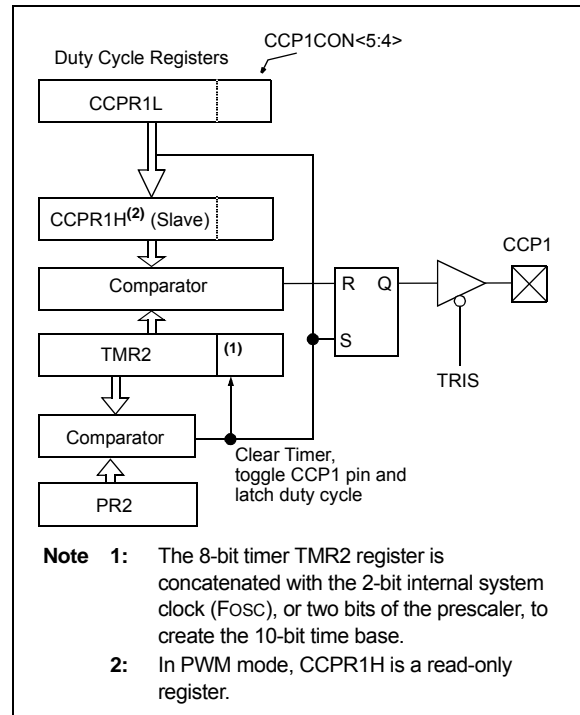 CCP1CON<5:4>
Duty Cycle Registers
CCPR1L
CCPR1H(2) (Slave)
CCP1
Comparator
R Q
S
TMR2 (1)
TRIS
Comparator
Clear Timer,
toggle CCP1 pin and
latch duty cycle
PR2
Note 1: The 8-bit timer TMR2 register is
concatenated with the 2-bit internal system
clock (FOSC), or two bits of the prescaler, to
create the 10-bit time base.
2: In PWM mode, CCPR1H is a read-only
register.